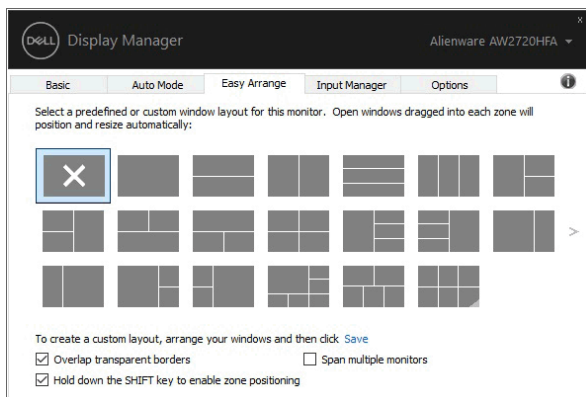 x
DELL Display Manager Alienware AW2720HFA
Basic Auto Mode Easy Arrange Input Manager Options i
Select a predefined or custom window layout for this monitor. Open windows dragged into each zone will
position and resize automatically:
>
To create a custom layout, arrange your windows and then click Save
Overlap transparent borders Span multiple monitors
Hold down the SHIFT key to enable zone positioning